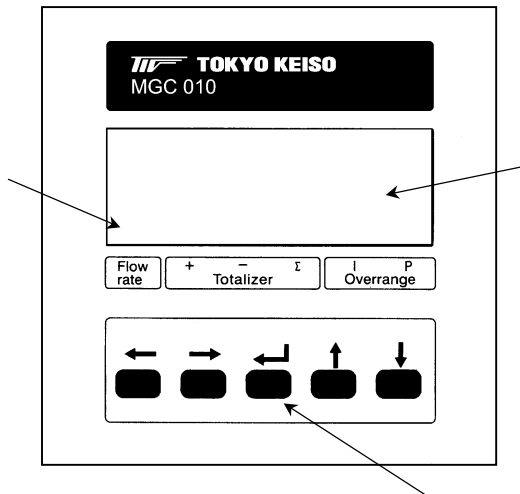 TOKYO KEISO
MGC 010
Flow rate
+ − Σ
Totalizer
I P
Overrange
← → ↵ ↑ ↓